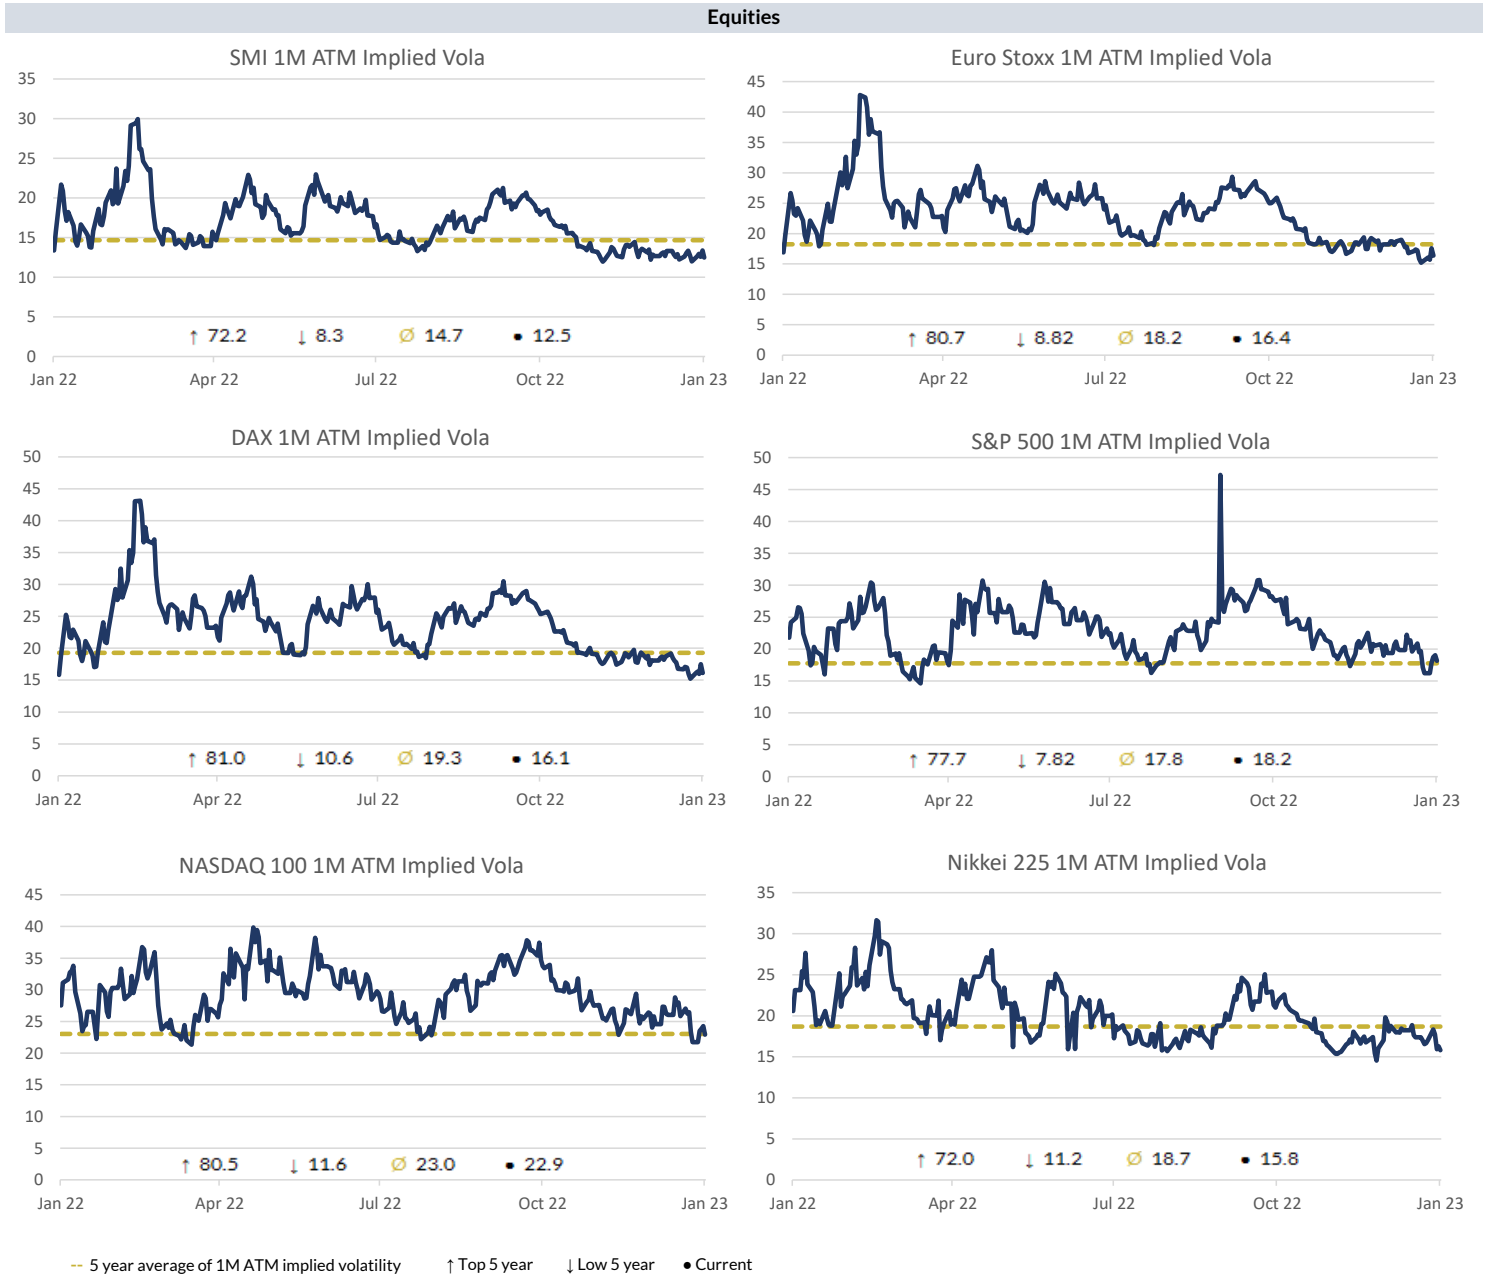 Equities
SMI 1M ATM Implied Vola
35
30
25
20
15
10
5
0
↑ 72.2 ↓ 8.3 Ø 14.7 • 12.5
Jan 22 Apr 22 Jul 22 Oct 22 Jan 23
Euro Stoxx 1M ATM Implied Vola
45
40
35
30
25
20
15
10
5
0
↑ 80.7 ↓ 8.82 Ø 18.2 • 16.4
Jan 22 Apr 22 Jul 22 Oct 22 Jan 23
DAX 1M ATM Implied Vola
50
45
40
35
30
25
20
15
10
5
0
↑ 81.0 ↓ 10.6 Ø 19.3 • 16.1
Jan 22 Apr 22 Jul 22 Oct 22 Jan 23
S&P 500 1M ATM Implied Vola
50
45
40
35
30
25
20
15
10
5
0
↑ 77.7 ↓ 7.82 Ø 17.8 • 18.2
Jan 22 Apr 22 Jul 22 Oct 22 Jan 23
NASDAQ 100 1M ATM Implied Vola
45
40
35
30
25
20
15
10
5
0
↑ 80.5 ↓ 11.6 Ø 23.0 • 22.9
Jan 22 Apr 22 Jul 22 Oct 22 Jan 23
Nikkei 225 1M ATM Implied Vola
35
30
25
20
15
10
5
0
↑ 72.0 ↓ 11.2 Ø 18.7 • 15.8
Jan 22 Apr 22 Jul 22 Oct 22 Jan 23
-- 5 year average of 1M ATM implied volatility ↑ Top 5 year ↓ Low 5 year • Current